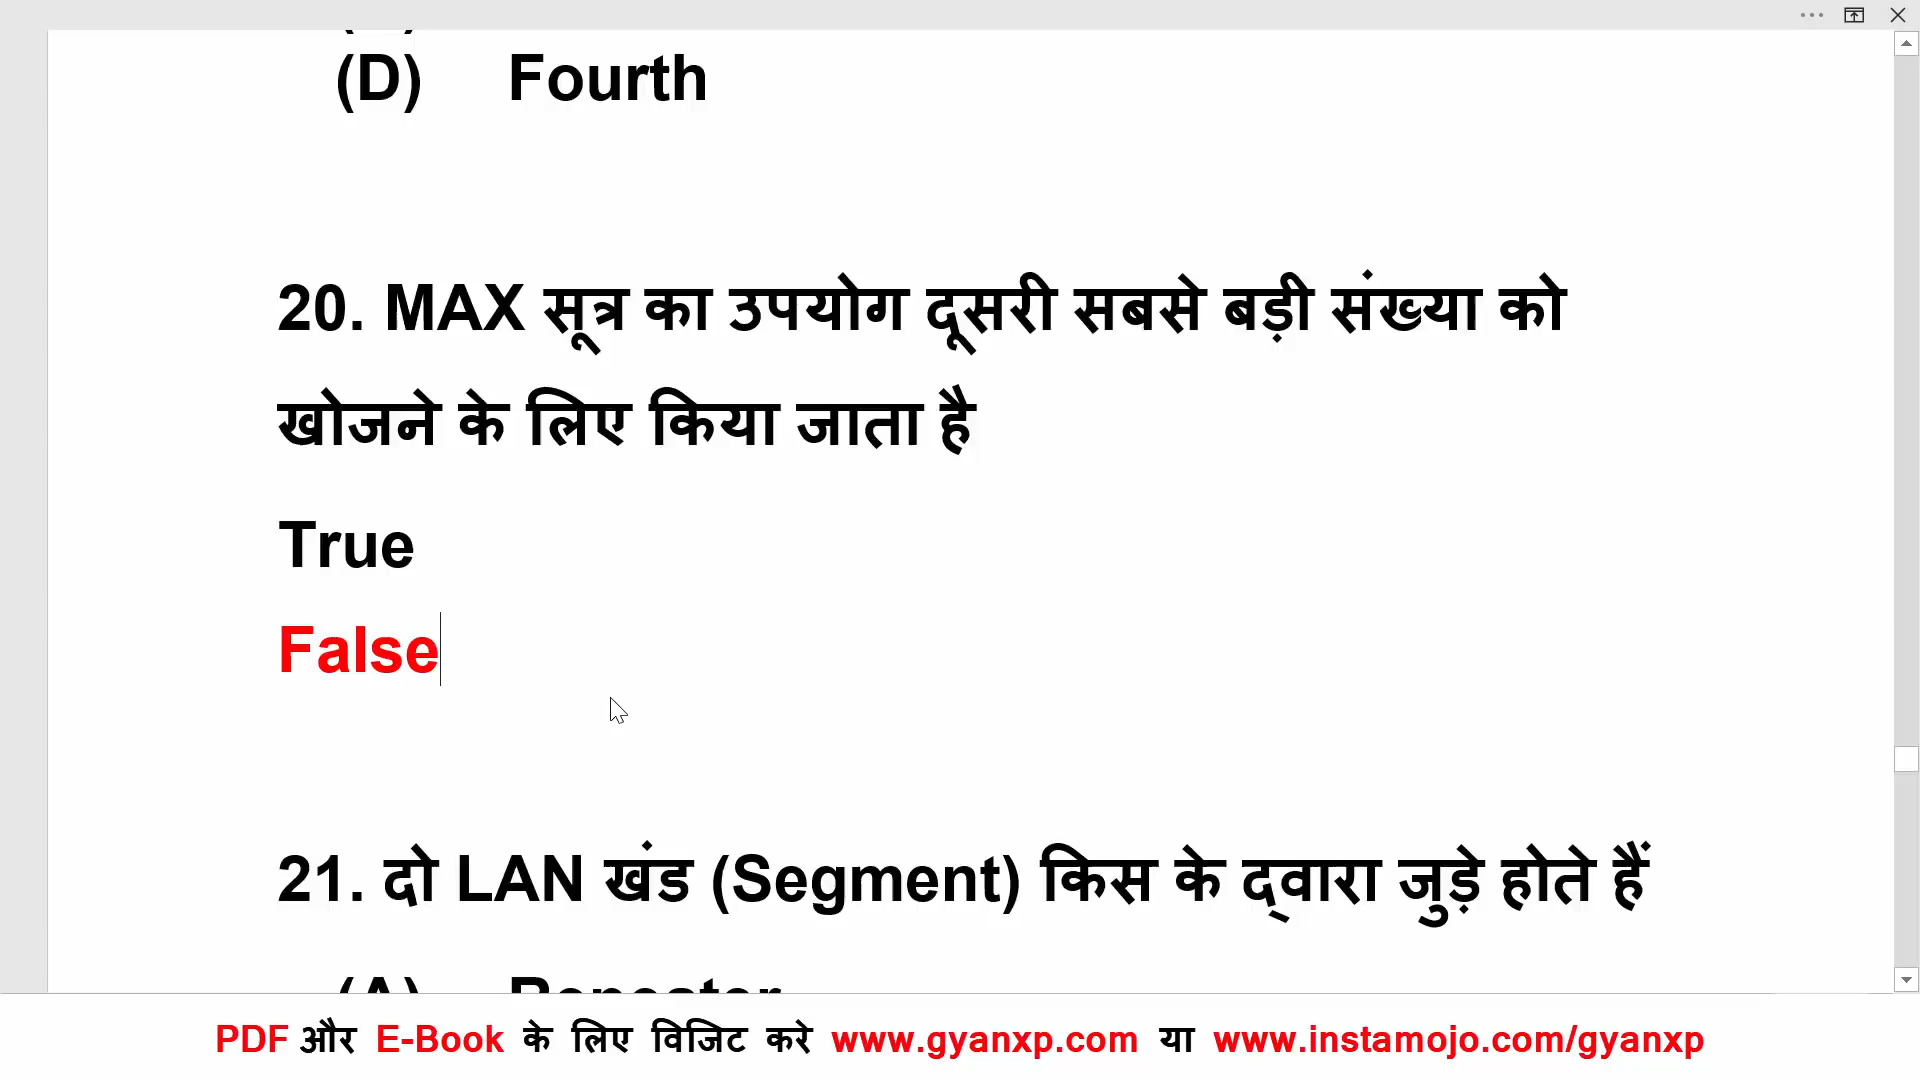 (D) Fourth
20. MAX सूत्र का उपयोग दूसरी सबसे बड़ी संख्या को
खोजने के लिए किया जाता है
True
False
21. दो LAN खंड (Segment) किस के द्वारा जुड़े होते हैं
(A) Repeater
PDF और E-Book के लिए विजिट करे www.gyanxp.com या www.instamojo.com/gyanxp